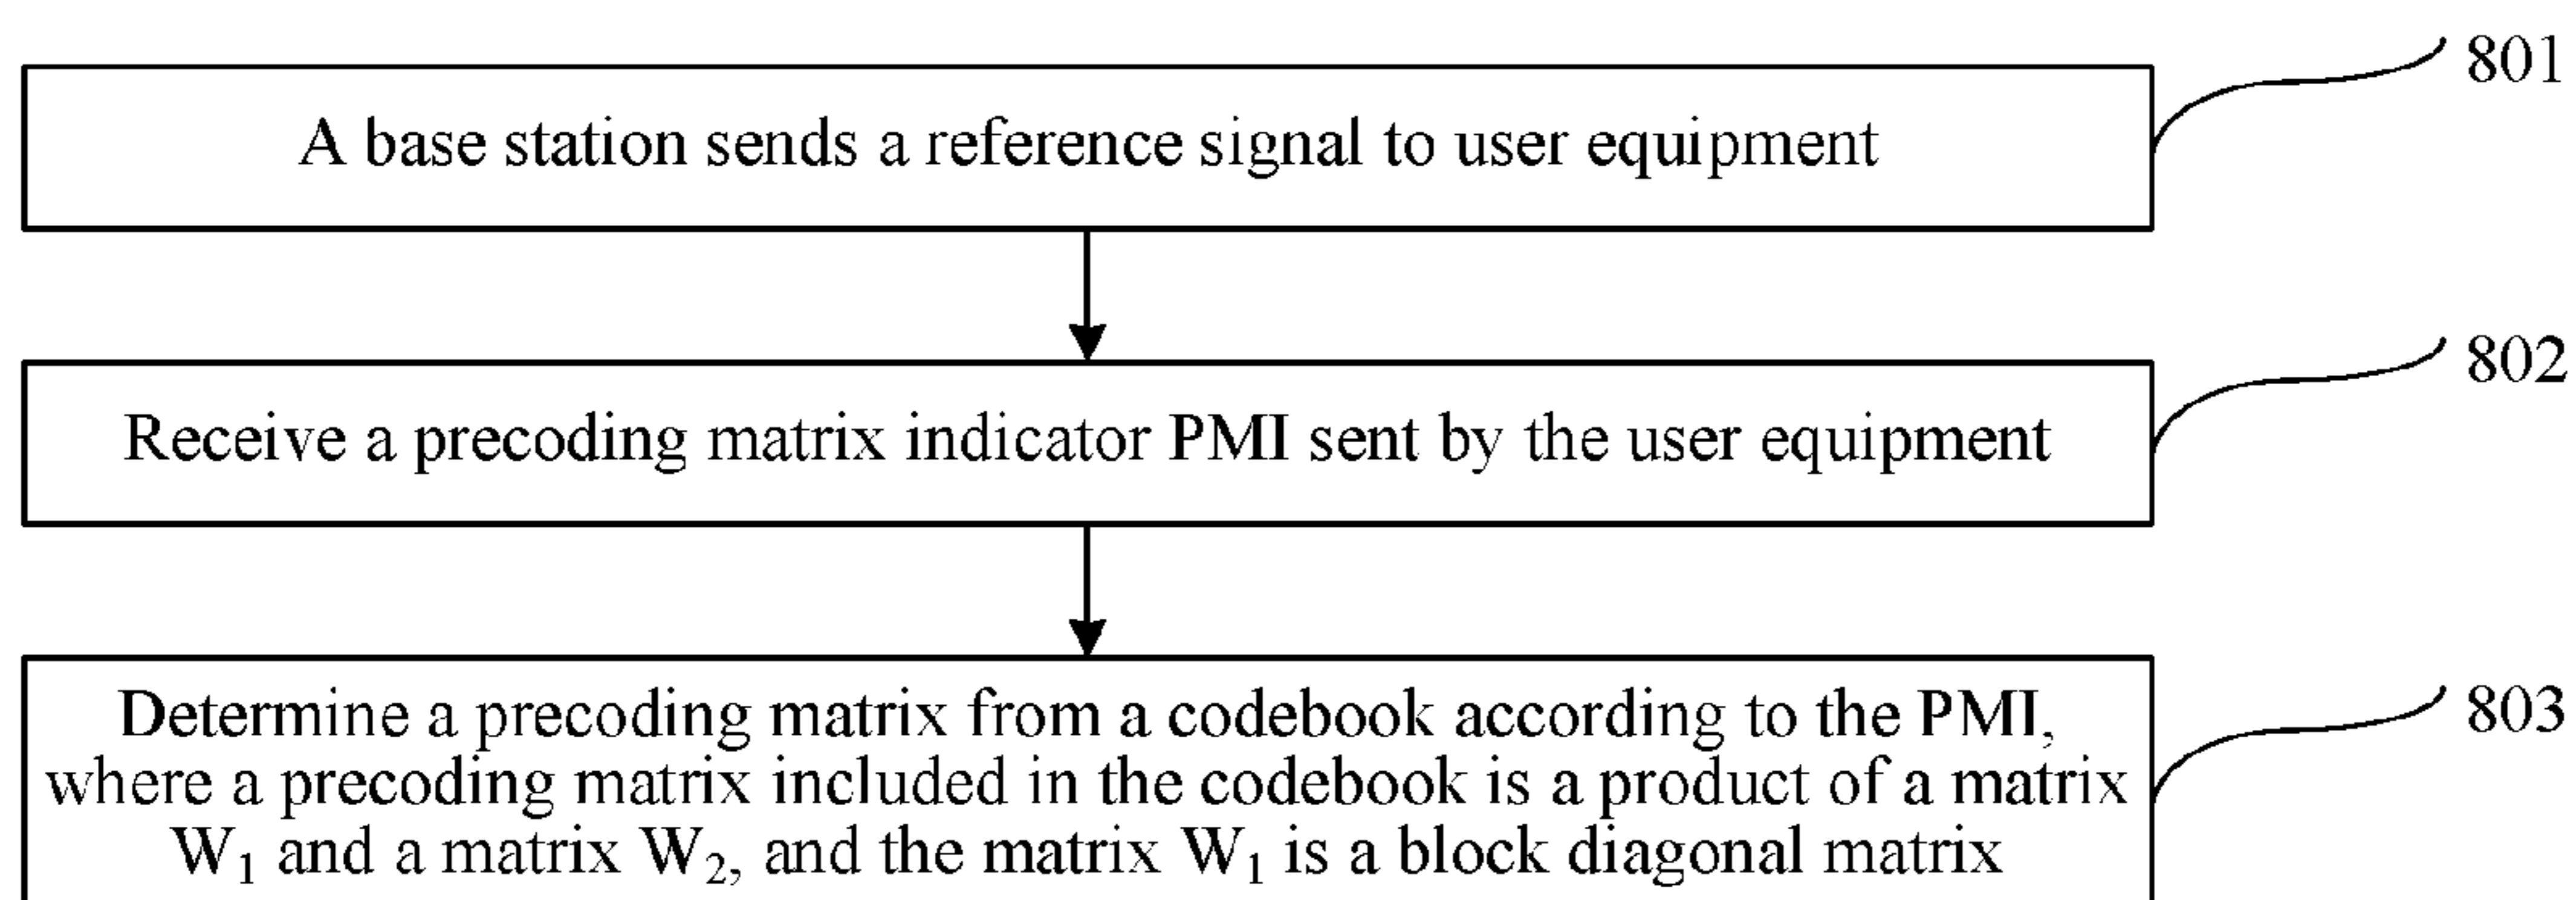 801
A base station sends a reference signal to user equipment
802
Receive a precoding matrix indicator PMI sent by the user equipment
803
Determine a precoding matrix from a codebook according to the PMI,
where a precoding matrix included in the codebook is a product of a matrix
W₁ and a matrix W₂, and the matrix W₁ is a block diagonal matrix